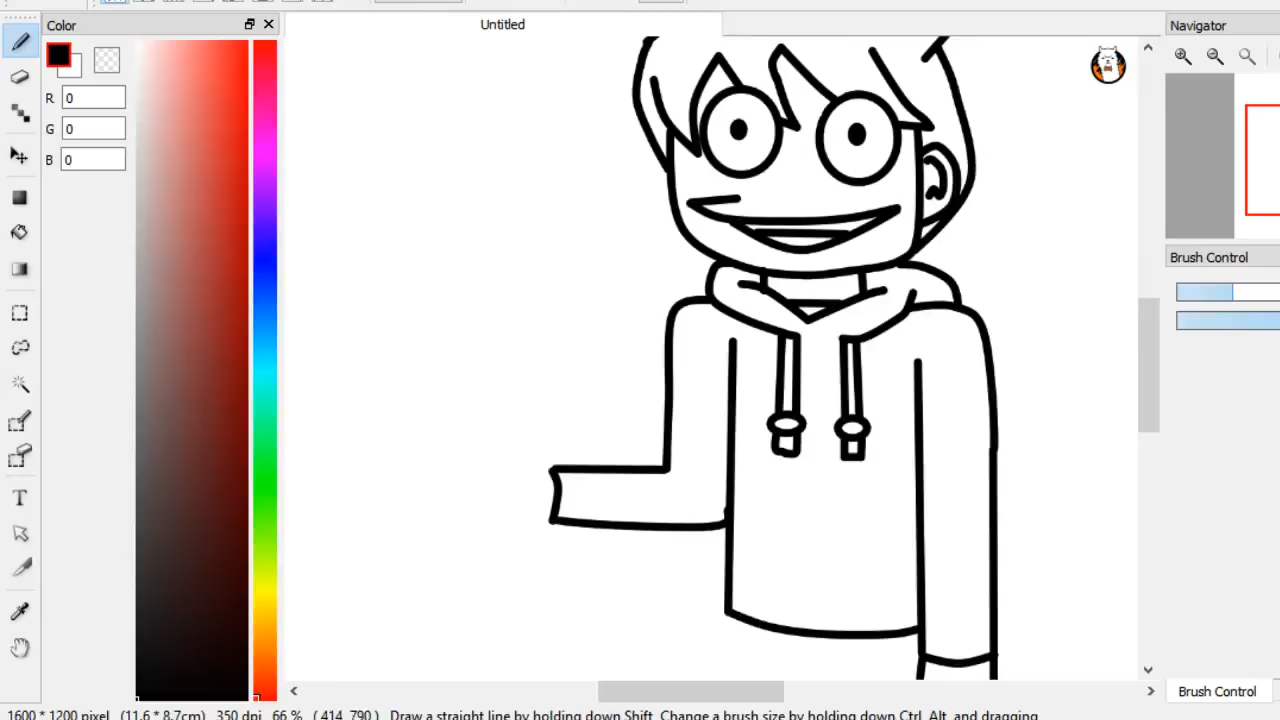 Color
Untitled
Navigator
R 0
G 0
B 0
T
Brush Control
Brush Control
1600 * 1200 pixel (11.6 * 8.7cm) 350 dpi 66 % ( 414, 790 ) Draw a straight line by holding down Shift, Change a brush size by holding down Ctrl, Alt, and dragging